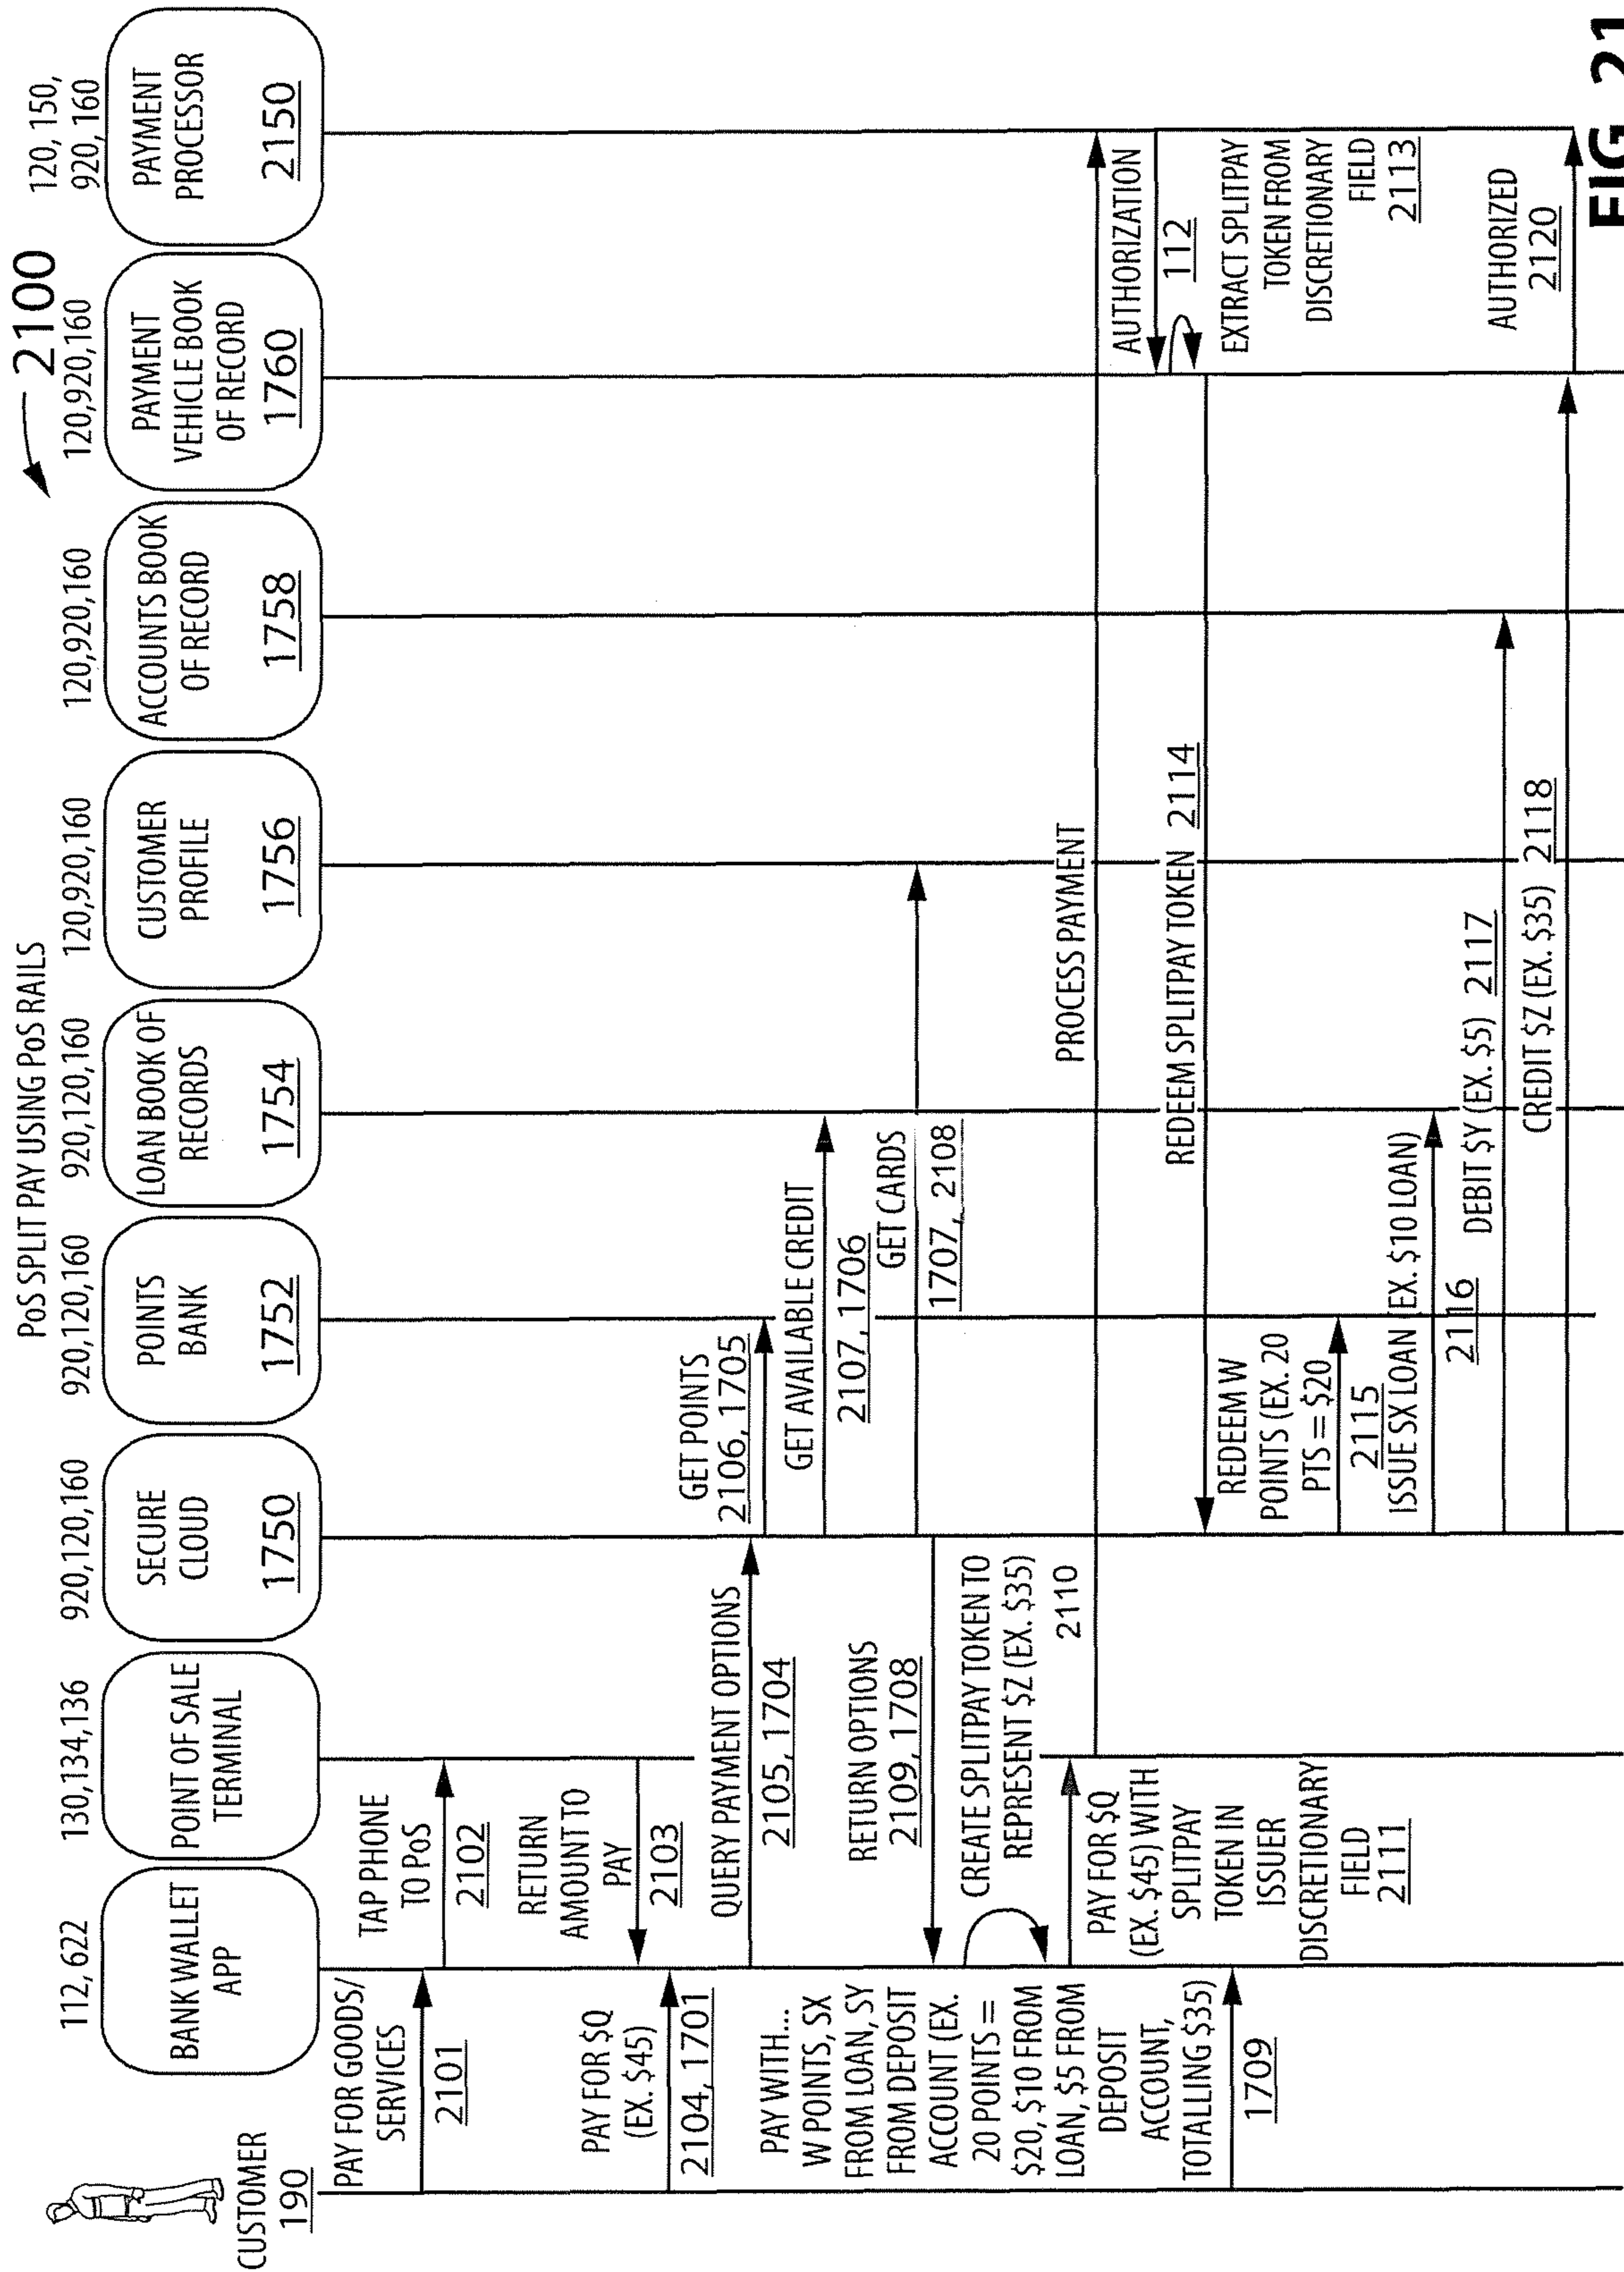 PoS SPLIT PAY USING PoS RAILS
2100
CUSTOMER
190
112, 622
BANK WALLET
APP
130,134,136
POINT OF SALE
TERMINAL
920,120,160
SECURE
CLOUD
1750
920,120,160
POINTS
BANK
1752
920,120,160
LOAN BOOK OF
RECORDS
1754
120,920,160
CUSTOMER
PROFILE
1756
120,920,160
ACCOUNTS BOOK
OF RECORD
1758
120,920,160
PAYMENT
VEHICLE BOOK
OF RECORD
1760
120, 150,
920, 160
PAYMENT
PROCESSOR
2150
PAY FOR GOODS/
SERVICES
2101
TAP PHONE
TO PoS
2102
RETURN
AMOUNT TO
PAY
2103
PAY FOR $Q
(EX. $45)
2104, 1701
QUERY PAYMENT OPTIONS
2105, 1704
GET POINTS
2106, 1705
GET AVAILABLE CREDIT
2107, 1706
GET CARDS
1707, 2108
RETURN OPTIONS
2109, 1708
PAY WITH...
W POINTS, SX
FROM LOAN, SY
FROM DEPOSIT
ACCOUNT (EX.
20 POINTS =
$20, $10 FROM
LOAN, $5 FROM
DEPOSIT
ACCOUNT,
TOTALLING $35)
1709
CREATE SPLITPAY TOKEN TO
REPRESENT $Z (EX. $35)
2110
PAY FOR $Q
(EX. $45) WITH
SPLITPAY
TOKEN IN
ISSUER
DISCRETIONARY
FIELD
2111
PROCESS PAYMENT
AUTHORIZATION
112
EXTRACT SPLITPAY
TOKEN FROM
DISCRETIONARY
FIELD
2113
REDEEM SPLITPAY TOKEN 2114
REDEEM W
POINTS (EX. 20
PTS = $20
2115
ISSUE SX LOAN (EX. $10 LOAN)
2116
DEBIT $Y (EX. $5) 2117
CREDIT $Z (EX. $35) 2118
AUTHORIZED
2120
FIG. 21